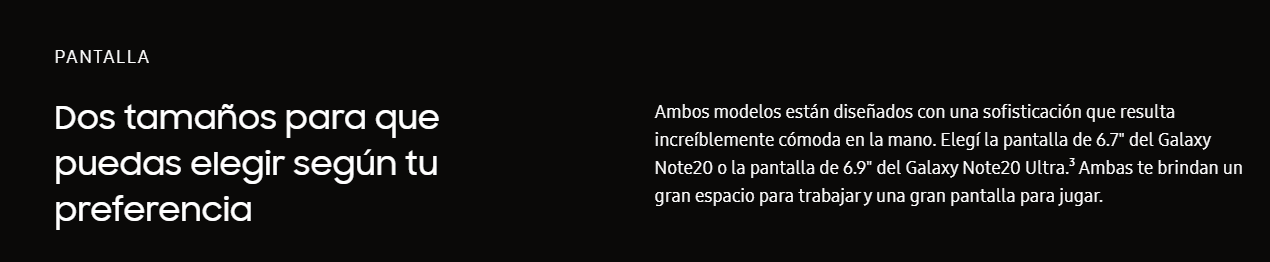 PANTALLA
Dos tamaños para que
puedas elegir según tu
preferencia
Ambos modelos están diseñados con una sofisticación que resulta
increíblemente cómoda en la mano. Elegí la pantalla de 6.7" del Galaxy
Note20 o la pantalla de 6.9" del Galaxy Note20 Ultra.³ Ambas te brindan un
gran espacio para trabajar y una gran pantalla para jugar.